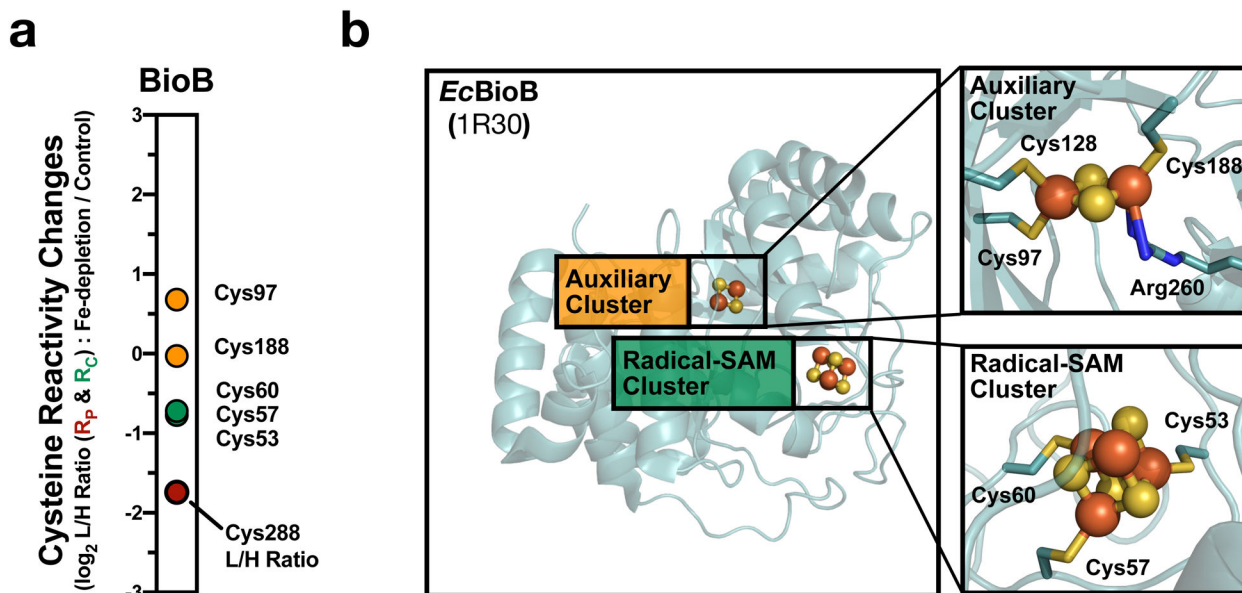 a
BioB
Cysteine Reactivity Changes
(log2 L/H Ratio (RP & RC) : Fe-depletion / Control)
3
2
1
0
-1
-2
-3
Cys97
Cys188
Cys60
Cys57
Cys53
Cys288
L/H Ratio
b
EcBioB
(1R30)
Auxiliary
Cluster
Radical-SAM
Cluster
Auxiliary
Cluster
Cys128
Cys188
Cys97
Arg260
Radical-SAM
Cluster
Cys53
Cys60
Cys57